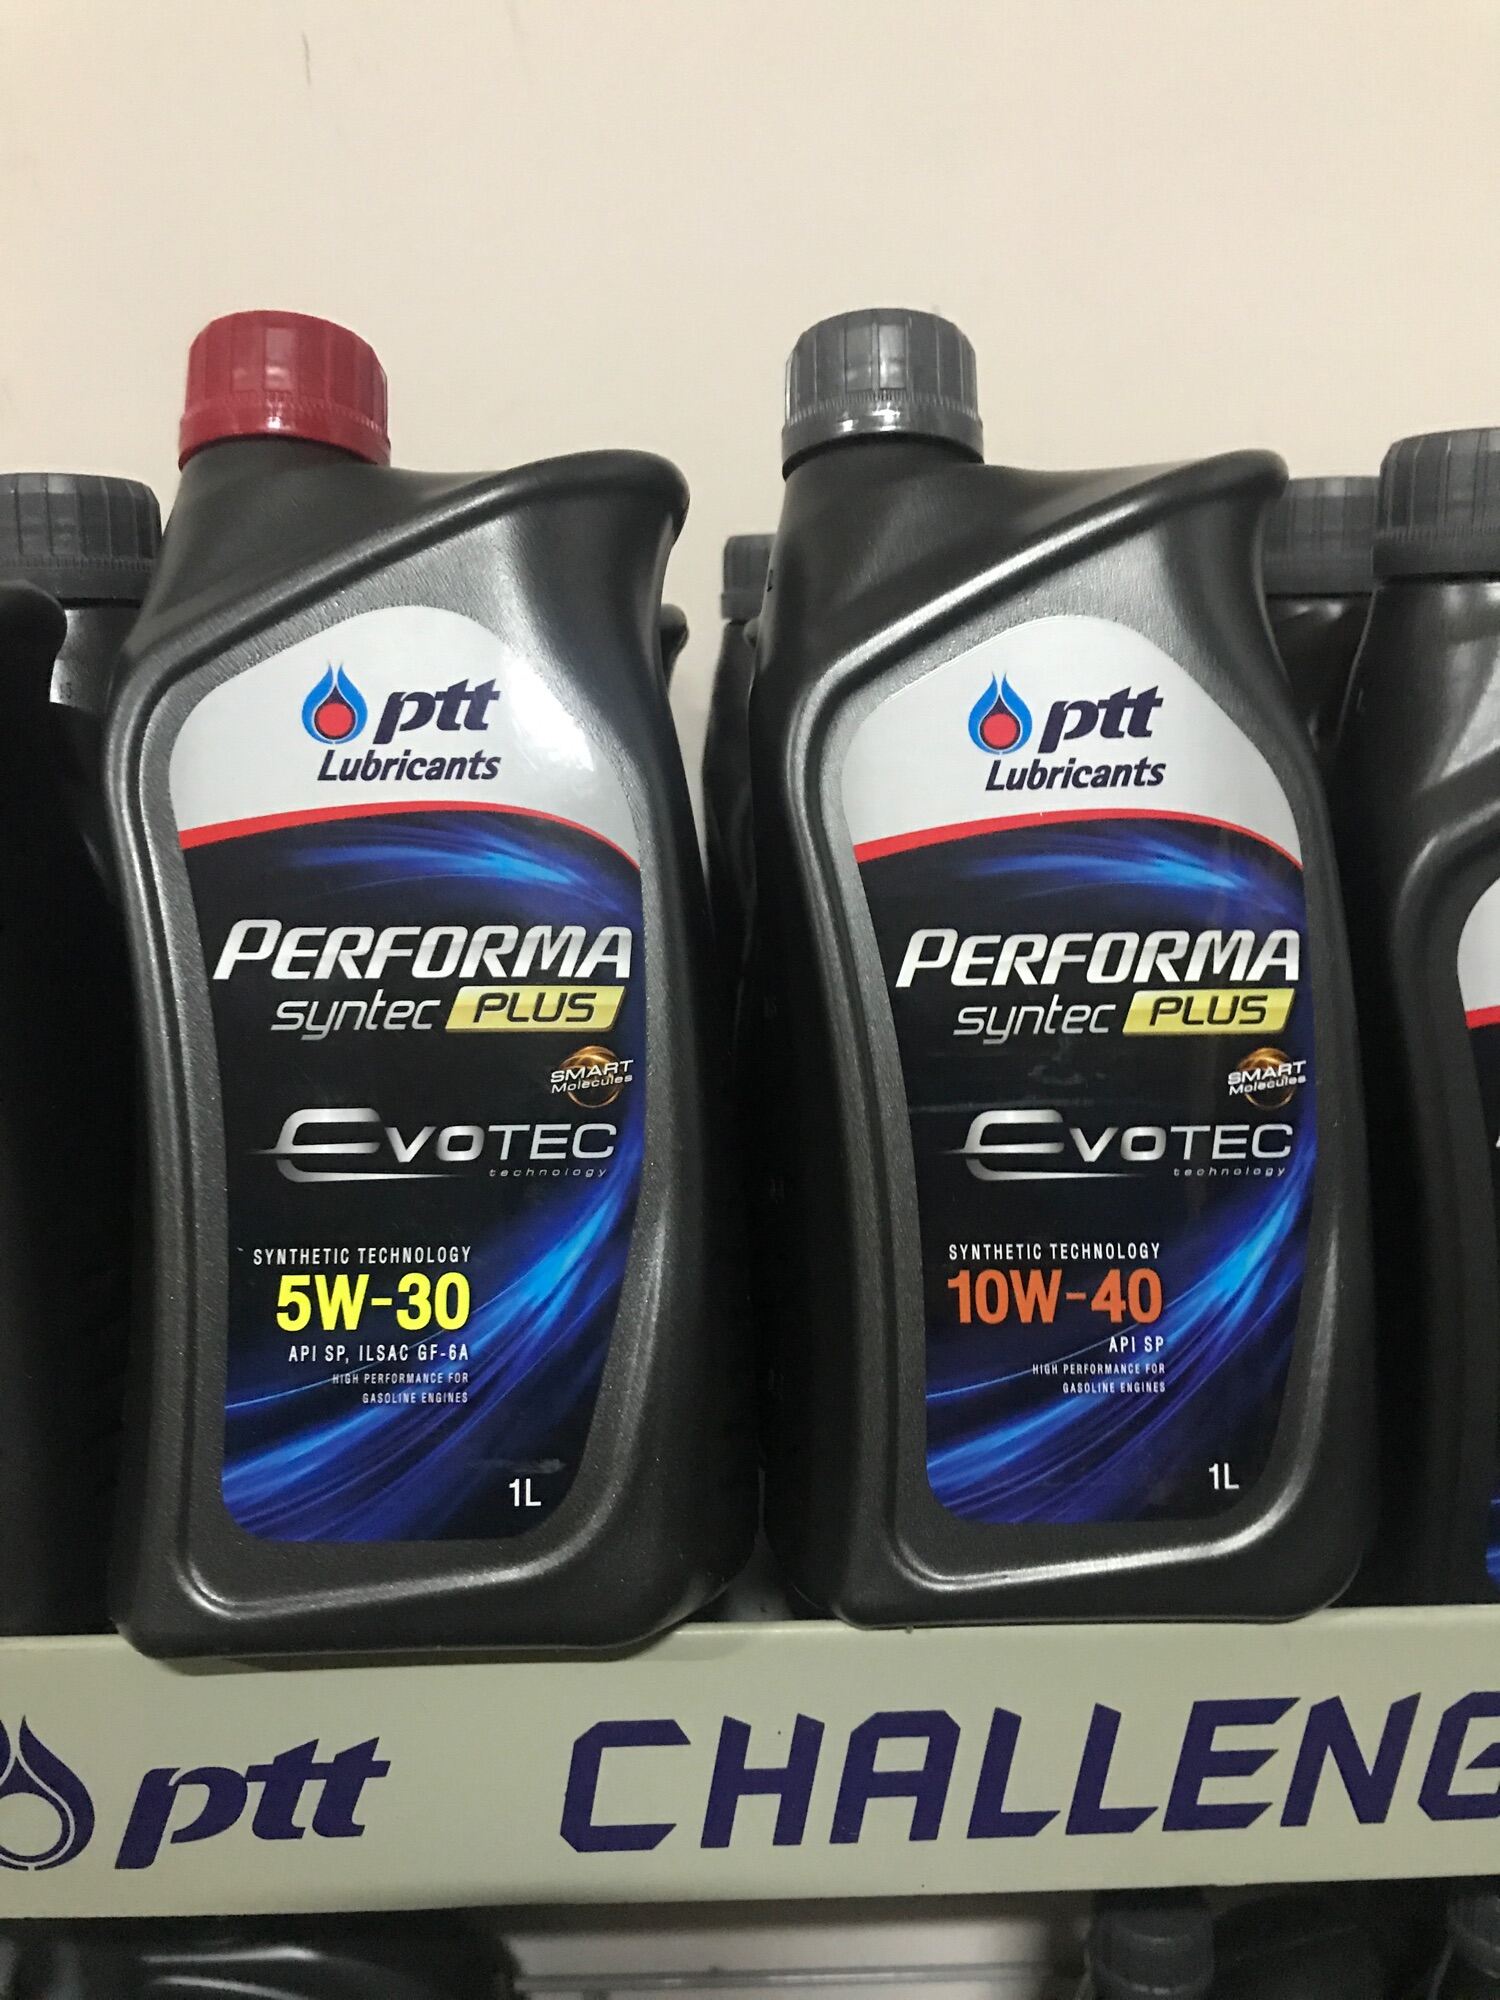 ptt
Lubricants
PERFORMA
syntec PLUS
SMART
Molecules
EVOTEC
technology
SYNTHETIC TECHNOLOGY
5W-30
API SP, ILSAC GF-6A
HIGH PERFORMANCE FOR
GASOLINE ENGINES
1L
ptt
Lubricants
PERFORMA
syntec PLUS
SMART
Molecules
EVOTEC
technology
SYNTHETIC TECHNOLOGY
10W-40
API SP
HIGH PERFORMANCE FOR
GASOLINE ENGINES
1L
ptt CHALLENG